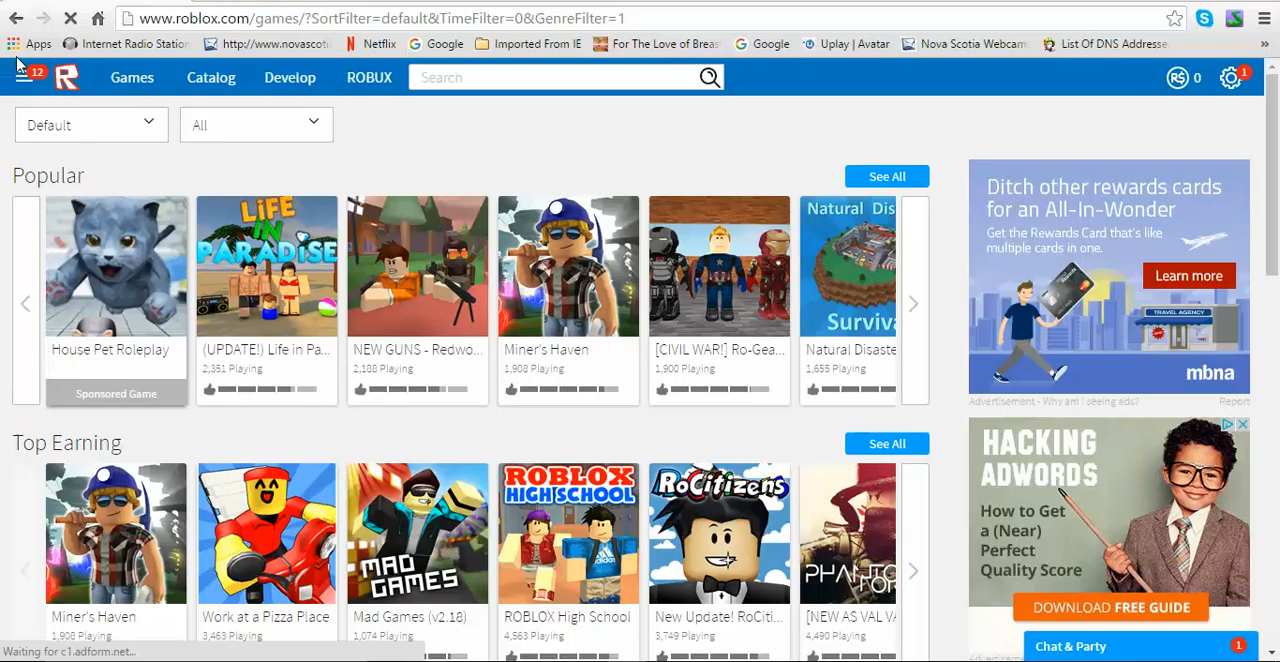 www.roblox.com/games/?SortFilter=default&TimeFilter=0&GenreFilter=1
Apps Internet Radio Station http://www.novascoti Netflix Google Imported From IE For The Love of Breas Google Uplay | Avatar Nova Scotia Webcam List Of DNS Addresse »
12 R Games Catalog Develop ROBUX Search R$ 0 1
Default All
Popular See All
House Pet Roleplay
Sponsored Game
LiFE IN PARADISE
(UPDATE!) Life in Pa...
2,351 Playing
NEW GUNS - Redwo...
2,188 Playing
Miner's Haven
1,908 Playing
[CIVIL WAR!] Ro-Gea...
1,900 Playing
Natural Dis
Surviva
Natural Disaste
1,655 Playing
Top Earning See All
Miner's Haven
1,908 Playing
Work at a Pizza Place
3,463 Playing
MAD
GAMES
Mad Games (v2.18)
1,074 Playing
ROBLOX
HIGH SCHOOL
adidas
ROBLOX High School
4,563 Playing
RoCitizens
New Update! RoCiti...
3,749 Playing
PHANTO
FOR
[NEW AS VAL VA
4,490 Playing
Ditch other rewards cards
for an All-In-Wonder
Get the Rewards Card that's like
multiple cards in one.
Learn more
TRAVEL AGENCY
mbna
Advertisement - Why am I seeing ads? Report
HACKING
ADWORDS
How to Get
a (Near)
Perfect
Quality Score
DOWNLOAD FREE GUIDE
Chat & Party 1
Waiting for c1.adform.net...